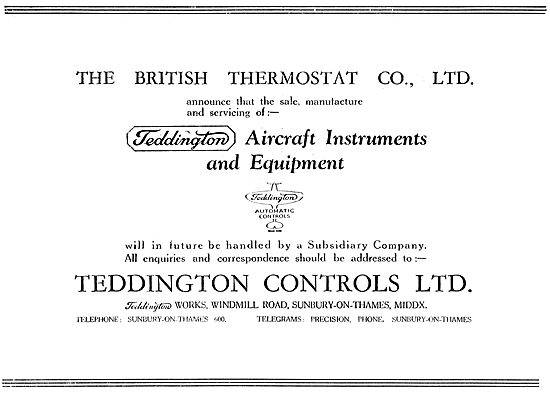 THE BRITISH THERMOSTAT CO., LTD.
announce that the sale, manufacture
and servicing of :—
Teddington Aircraft Instruments
and Equipment
Teddington
AUTOMATIC
CONTROLS
will in future be handled by a Subsidiary Company.
All enquiries and correspondence should be addressed to :—
TEDDINGTON CONTROLS LTD.
Teddington WORKS, WINDMILL ROAD, SUNBURY-ON-THAMES, MIDDX.
TELEPHONE: SUNBURY-ON-THAMES 600. TELEGRAMS: PRECISION, PHONE, SUNBURY-ON-THAMES